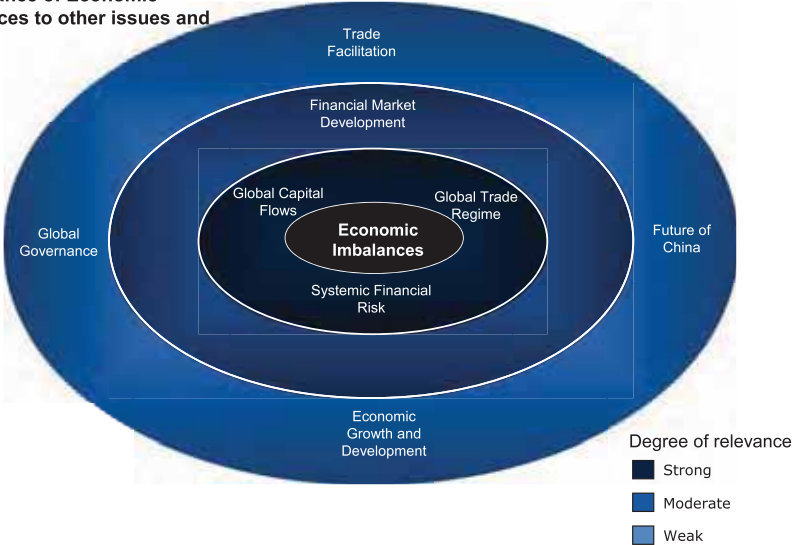 ces to other issues and
Trade
Facilitation
Financial Market
Development
Global Capital
Flows
Global Trade
Regime
Economic
Imbalances
Global
Governance
Future of
China
Systemic Financial
Risk
Economic
Growth and
Development
Degree of relevance
Strong
Moderate
Weak